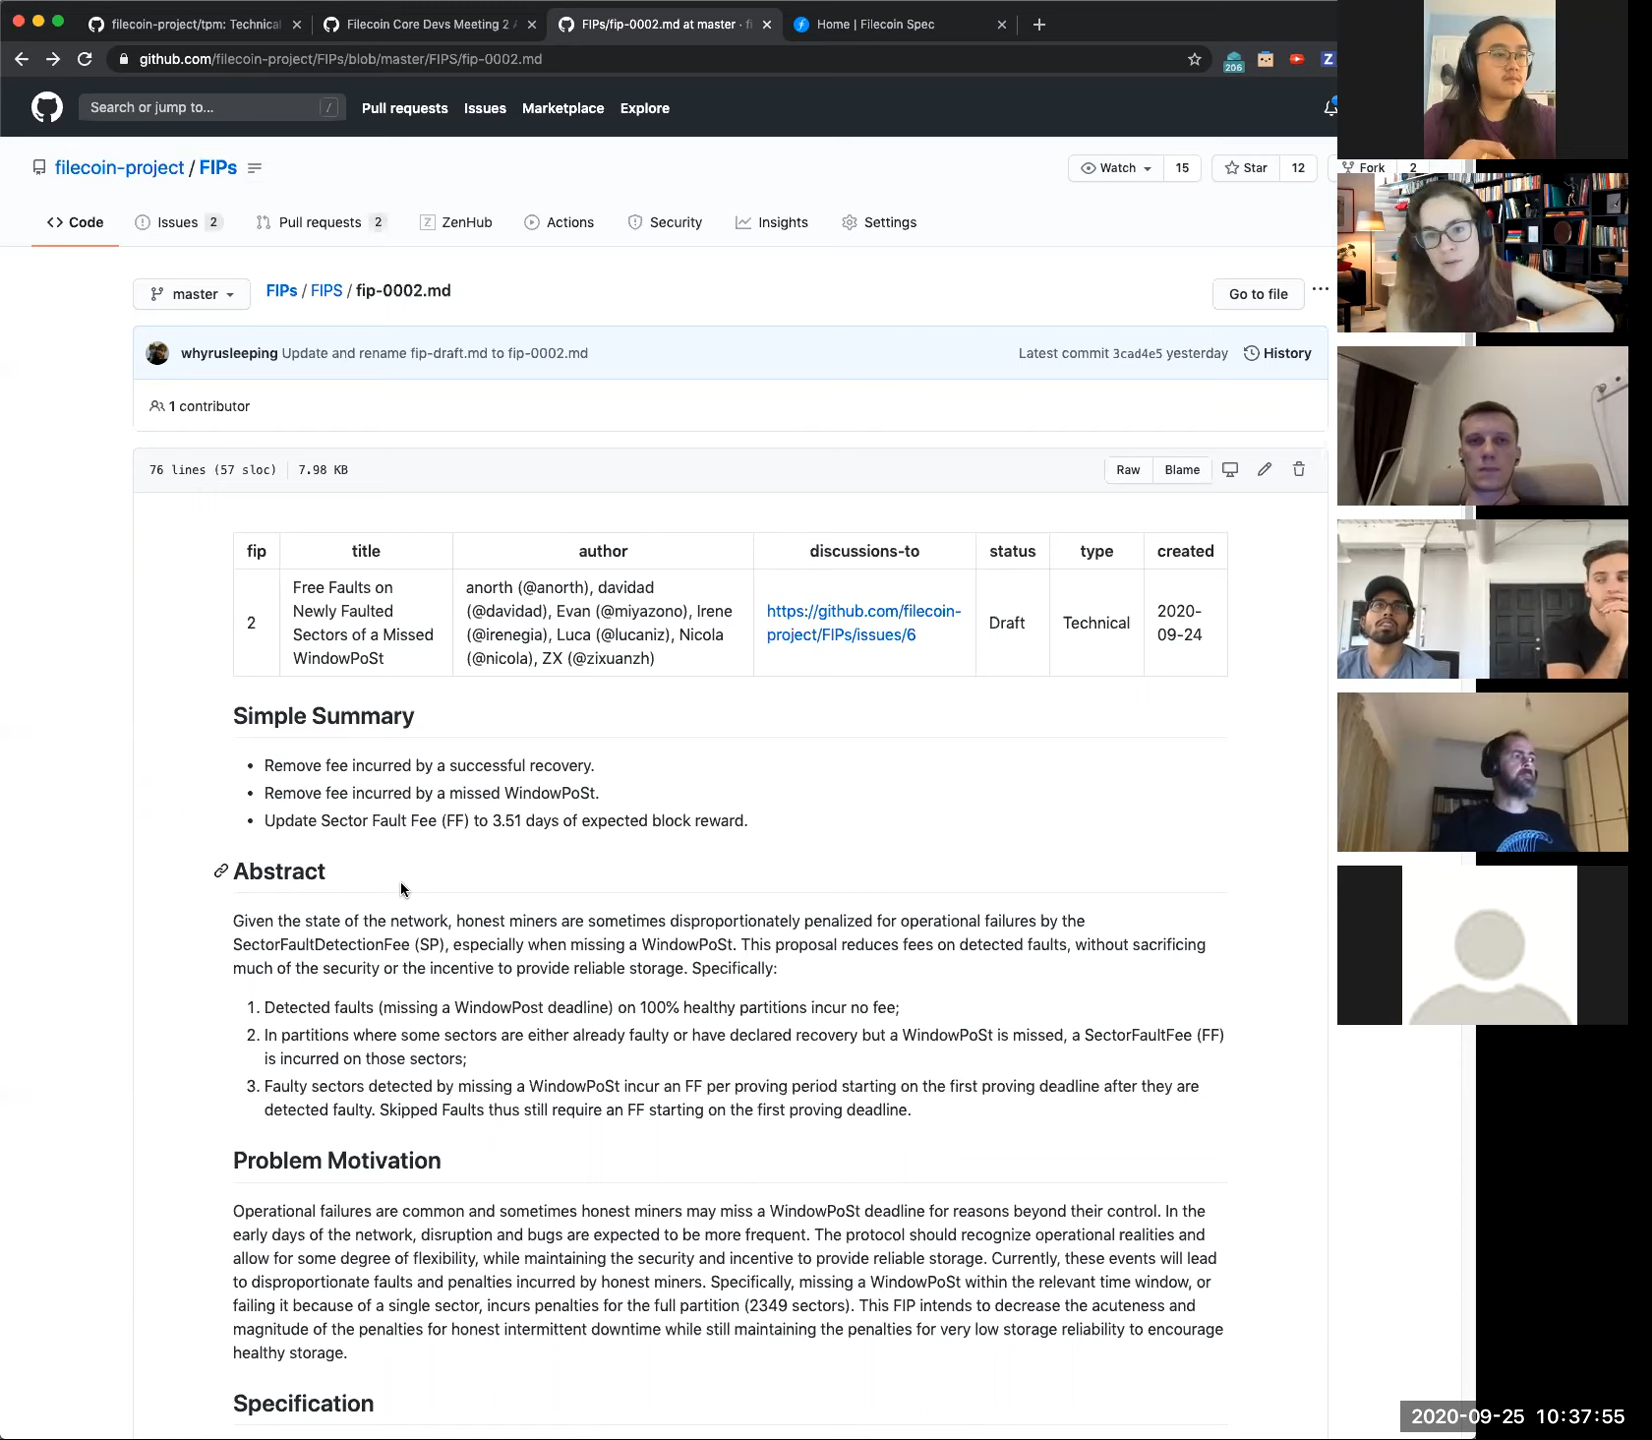 filecoin-project/tpm: Technical
Filecoin Core Devs Meeting 2
FIPs/fip-0002.md at master · fi
Home | Filecoin Spec
github.com/filecoin-project/FIPs/blob/master/FIPS/fip-0002.md
206
Z
Search or jump to...
/
Pull requests
Issues
Marketplace
Explore
filecoin-project / FIPs
Watch 15
Star 12
Fork 2
<> Code
Issues 2
Pull requests 2
ZenHub
Actions
Security
Insights
Settings
master
FIPs / FIPS / fip-0002.md
Go to file
...
whyrusleeping Update and rename fip-draft.md to fip-0002.md
Latest commit 3cad4e5 yesterday
History
1 contributor
76 lines (57 sloc) | 7.98 KB
Raw
Blame
fip title author discussions-to status type created
2
Free Faults on
Newly Faulted
Sectors of a Missed
WindowPoSt
anorth (@anorth), davidad
(@davidad), Evan (@miyazono), Irene
(@irenegia), Luca (@lucaniz), Nicola
(@nicola), ZX (@zixuanzh)
https://github.com/filecoin-
project/FIPs/issues/6
Draft
Technical
2020-
09-24
Simple Summary
• Remove fee incurred by a successful recovery.
• Remove fee incurred by a missed WindowPoSt.
• Update Sector Fault Fee (FF) to 3.51 days of expected block reward.
Abstract
Given the state of the network, honest miners are sometimes disproportionately penalized for operational failures by the
SectorFaultDetectionFee (SP), especially when missing a WindowPoSt. This proposal reduces fees on detected faults, without sacrificing
much of the security or the incentive to provide reliable storage. Specifically:
1. Detected faults (missing a WindowPost deadline) on 100% healthy partitions incur no fee;
2. In partitions where some sectors are either already faulty or have declared recovery but a WindowPoSt is missed, a SectorFaultFee (FF)
is incurred on those sectors;
3. Faulty sectors detected by missing a WindowPoSt incur an FF per proving period starting on the first proving deadline after they are
detected faulty. Skipped Faults thus still require an FF starting on the first proving deadline.
Problem Motivation
Operational failures are common and sometimes honest miners may miss a WindowPoSt deadline for reasons beyond their control. In the
early days of the network, disruption and bugs are expected to be more frequent. The protocol should recognize operational realities and
allow for some degree of flexibility, while maintaining the security and incentive to provide reliable storage. Currently, these events will lead
to disproportionate faults and penalties incurred by honest miners. Specifically, missing a WindowPoSt within the relevant time window, or
failing it because of a single sector, incurs penalties for the full partition (2349 sectors). This FIP intends to decrease the acuteness and
magnitude of the penalties for honest intermittent downtime while still maintaining the penalties for very low storage reliability to encourage
healthy storage.
Specification
2020-09-25 10:37:55